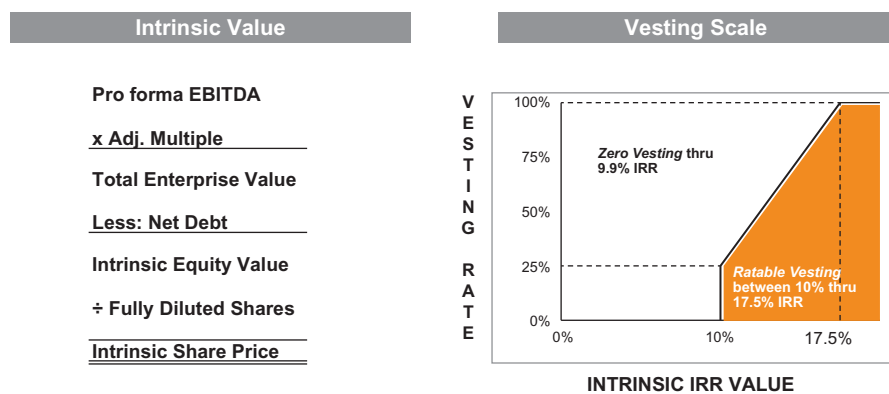 Intrinsic Value
Pro forma EBITDA
x Adj. Multiple
Total Enterprise Value
Less: Net Debt
Intrinsic Equity Value
÷ Fully Diluted Shares
Intrinsic Share Price
Vesting Scale
VESTING RATE
100%
75%
50%
25%
0%
Zero Vesting thru
9.9% IRR
Ratable Vesting
between 10% thru
17.5% IRR
0%
10%
17.5%
INTRINSIC IRR VALUE